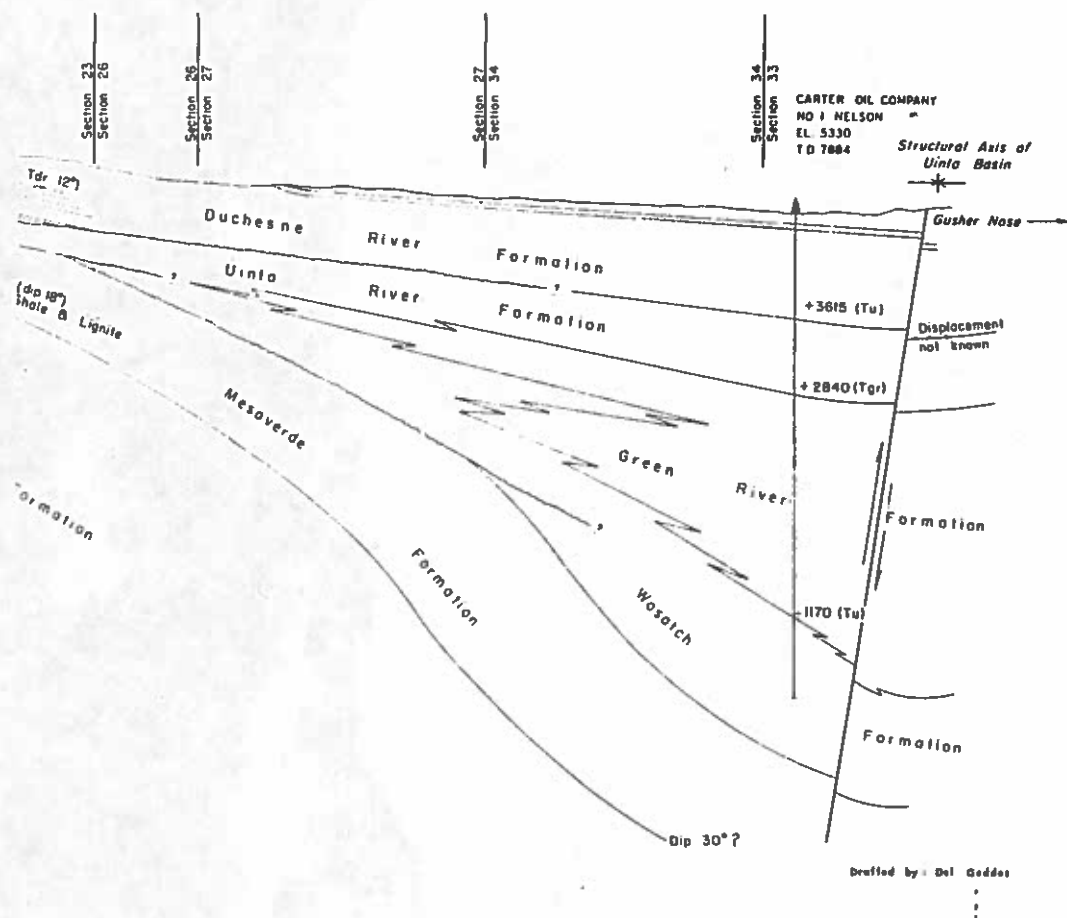 Section 23
Section 26
Section 26
Section 27
Section 27
Section 34
Section 34
Section 33
CARTER OIL COMPANY
NO 1 NELSON
EL. 5330
T D 7884
Structural Axis of
Uinta Basin
Gusher Nose
Tdr 12°)
Duchesne River Formation
?
Uinta River Formation
?
+3615 (Tu)
Displacement
not known
(dip 18°)
Shale & Lignite
+2840 (Tgr)
Mesaverde Formation
Green River Formation
ormation
?
Wasatch Formation
-1170 (Tu)
Dip 30° ?
Drafted by: Del Geddes